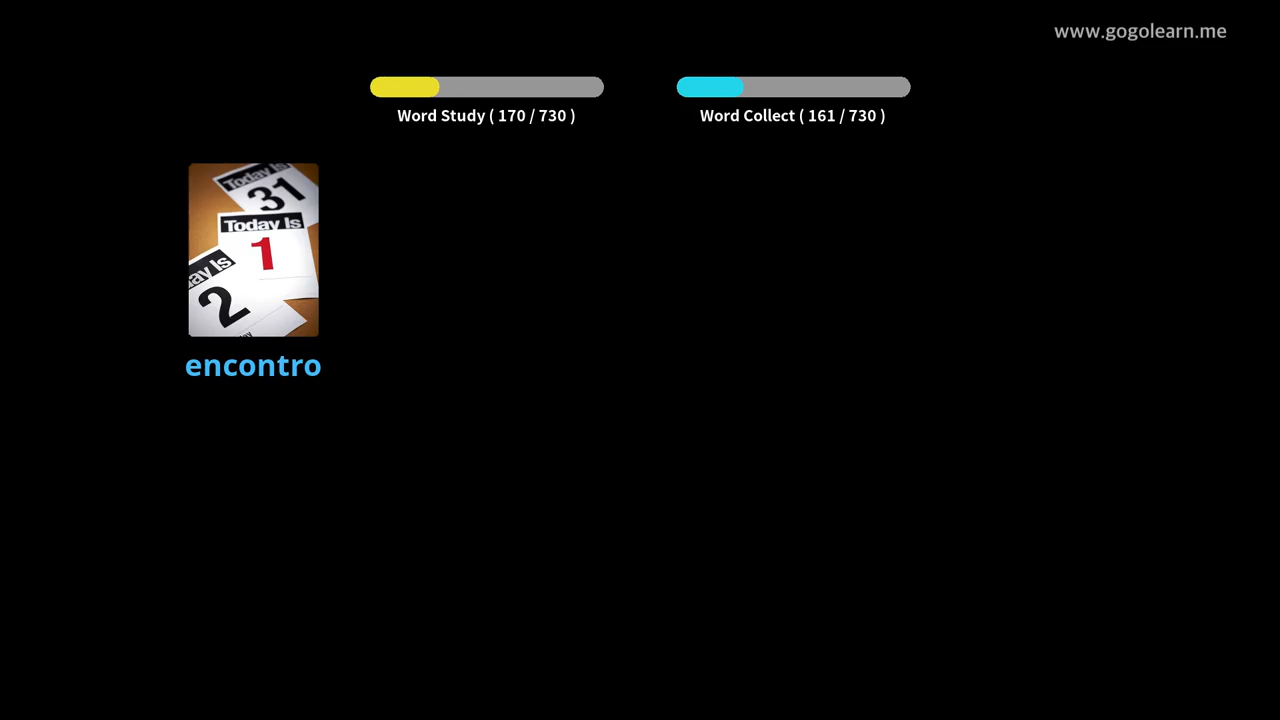 www.gogolearn.me
Word Study ( 170 / 730 )
Word Collect ( 161 / 730 )
Today Is
31
Today Is
1
ay Is
2
encontro